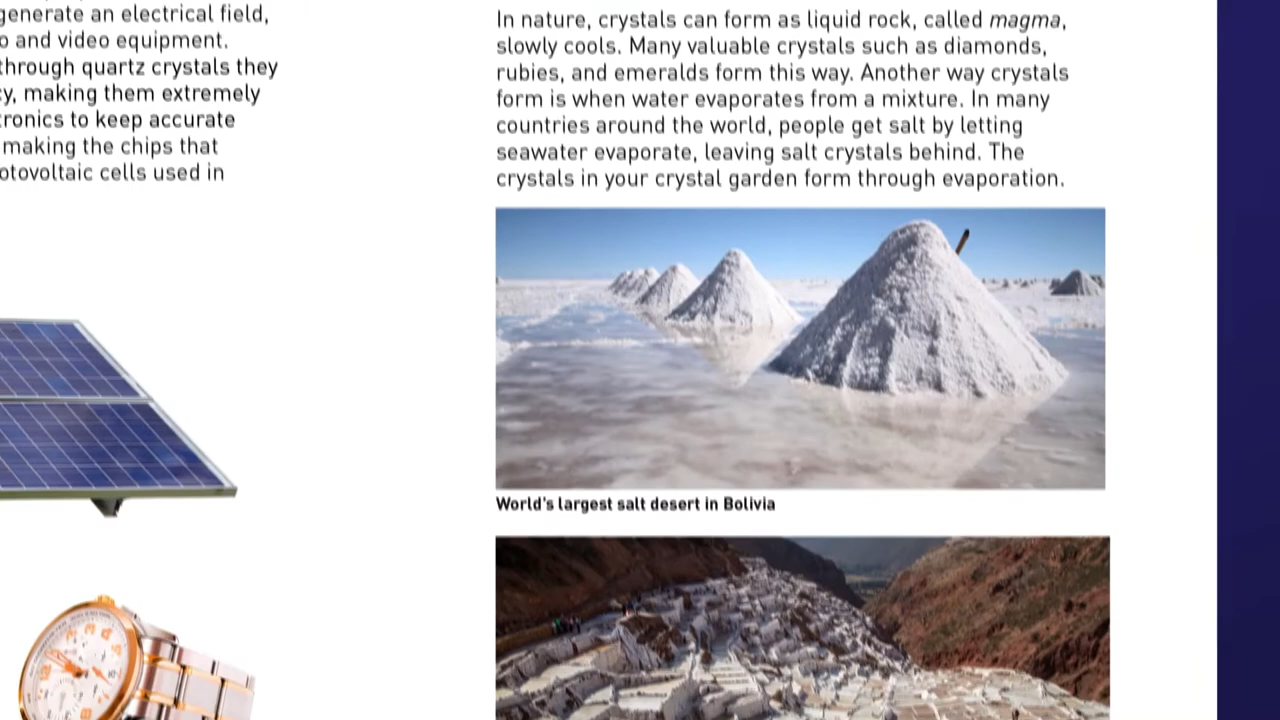 generate an electrical field,
o and video equipment.
through quartz crystals they
cy, making them extremely
tronics to keep accurate
making the chips that
otovoltaic cells used in
In nature, crystals can form as liquid rock, called magma,
slowly cools. Many valuable crystals such as diamonds,
rubies, and emeralds form this way. Another way crystals
form is when water evaporates from a mixture. In many
countries around the world, people get salt by letting
seawater evaporate, leaving salt crystals behind. The
crystals in your crystal garden form through evaporation.
World's largest salt desert in Bolivia